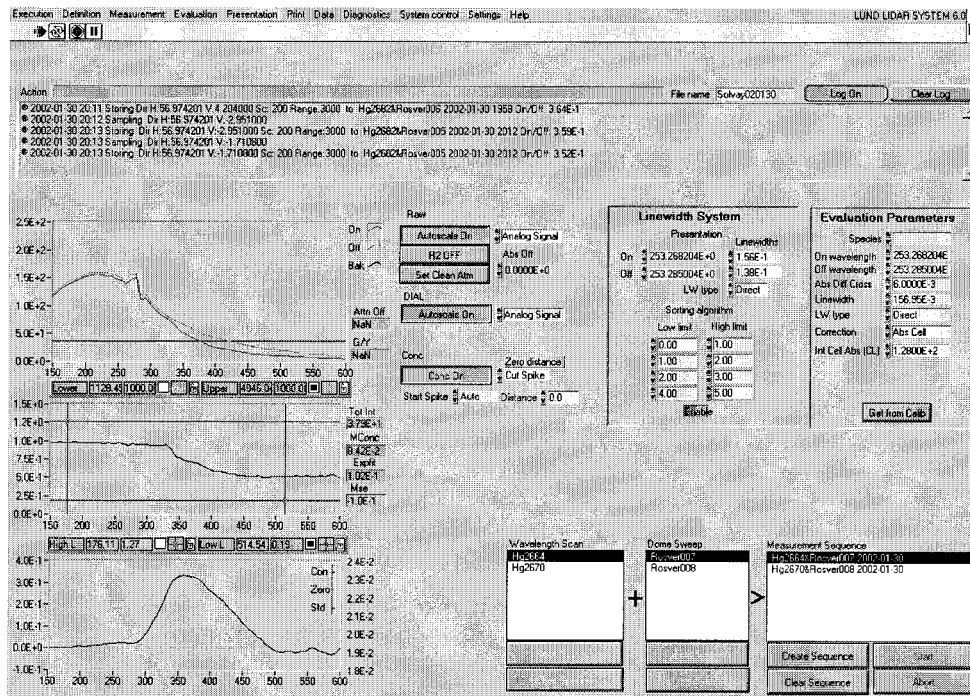 Execution Definition Measurement Evaluation Presentation Print Data Diagnostics System control Settings Help
LUND LIDAR SYSTEM 6.0
Action
File name Solvay020130 Log On Clear Log
2002-01-30 20:11 Storing Dir H:56.974201 V:4.204000 Sc: 200 Range:3000 to Hg2682&Rosver006 2002-01-30 1958 On/Off 3.64E-1
2002-01-30 20:12 Sampling Dir H:56.974201 V:-2.951000
2002-01-30 20:13 Storing Dir H:56.974201 V:-2.951000 Sc: 200 Range:3000 to Hg2682&Rosver005 2002-01-30 2012 On/Off 3.59E-1
2002-01-30 20:13 Sampling Dir H:56.974201 V:-1.710800
2002-01-30 20:13 Storing Dir H:56.974201 V:-1.710800 Sc: 200 Range:3000 to Hg2682&Rosver005 2002-01-30 2012 On/Off 3.52E-1
2.5E+2
2.0E+2
1.5E+2
1.0E+2
5.0E+1
0.0E+0
150 200 250 300 350 400 450 500 550 600
On
Off
Bak
Attn Off
NaN
G/Y
NaN
Lower 1128.4 1000.0 Upper 4946.0 1000.0
1.5E+0
1.2E+0
1.0E+0
7.5E-1
5.0E-1
2.5E-1
0.0E+0
150 200 250 300 350 400 450 500 550 600
Tot Int
3.79E+1
MConc
8.42E-2
Expfit
1.02E-1
Mse
-1.0E-1
High L 176.11 1.27 Low L 514.54 0.19
4.0E-1
3.0E-1
2.0E-1
1.0E-1
0.0E+0
-1.0E-1
150 200 250 300 350 400 450 500 550 600
Con
Zero
Std
2.4E-2
2.2E-2
2.2E-2
2.1E-2
2.0E-2
1.9E-2
1.8E-2
Raw
Autoscale On Analog Signal
R2 OFF Abs Off
Set Clean Atm 0.0000E+0
DIAL
Autoscale On Analog Signal
Conc Zero distance
Conc On Cut Spike
Start Spike Auto Distance 0.0
Linewidth System
Presentation Linewidths
On 253.268204E+0 1.56E-1
Off 253.285004E+0 1.38E-1
LW type Direct
Sorting algorithm
Low limit High limit
0.00 1.00
1.00 2.00
2.00 3.00
4.00 5.00
Enable
Evaluation Parameters
Species
On wavelength 253.268204E
Off wavelength 253.285004E
Abs Diff Cross 6.0000E-3
Linewidth 156.95E-3
LW type Direct
Correction Abs Cell
Int Cell Abs (CL) 1.2800E+2
Get from Calib
Wavelength Scan
Hg2664
Hg2670
+
Dome Sweep
Rosver007
Rosver008
>
Measurement Sequence
Hg2664&Rosver007 2002-01-30
Hg2670&Rosver008 2002-01-30
Create Sequence Start
Clear Sequence Abort